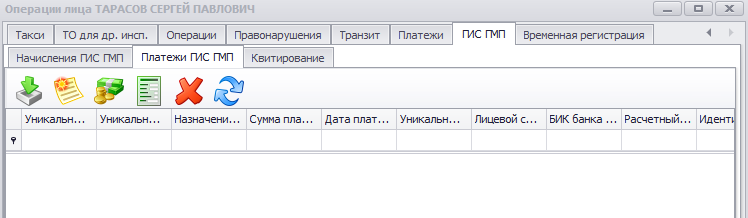 Операции лица ТАРАСОВ СЕРГЕЙ ПАВЛОВИЧ
Такси ТО для др. инсп. Операции Правонарушения Транзит Платежи ГИС ГМП Временная регистрация
Начисления ГИС ГМП Платежи ГИС ГМП Квитирование
Уникальн... Уникальн... Назначени... Сумма пла... Дата плат... Уникальн... Лицевой с... БИК банка ... Расчетный... Иденти